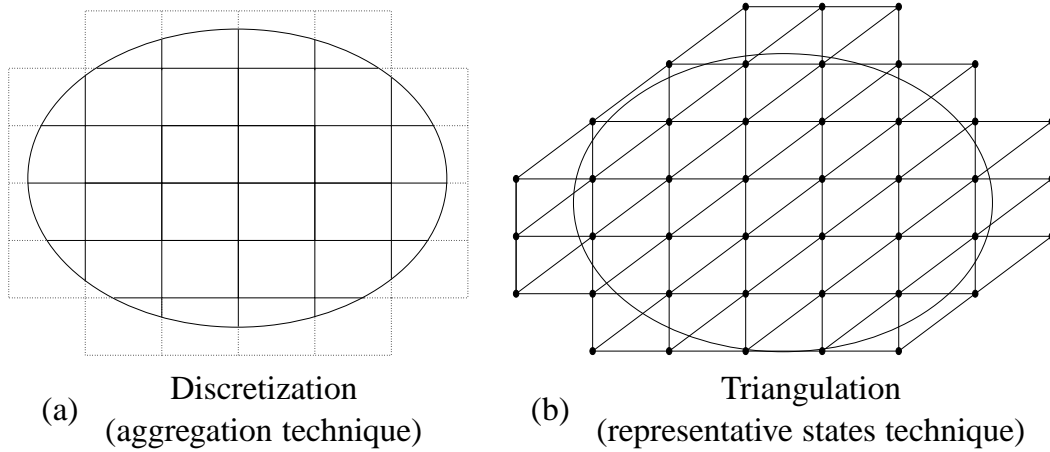 (a) Discretization
(aggregation technique)
(b) Triangulation
(representative states technique)